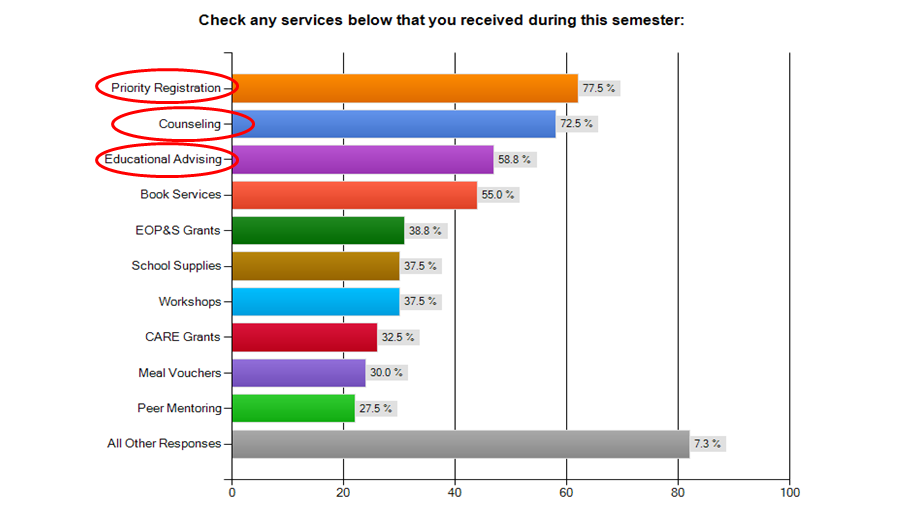 Check any services below that you received during this semester:
Priority Registration 77.5 %
Counseling 72.5 %
Educational Advising 58.8 %
Book Services 55.0 %
EOP&S Grants 38.8 %
School Supplies 37.5 %
Workshops 37.5 %
CARE Grants 32.5 %
Meal Vouchers 30.0 %
Peer Mentoring 27.5 %
All Other Responses 7.3 %
0 20 40 60 80 100